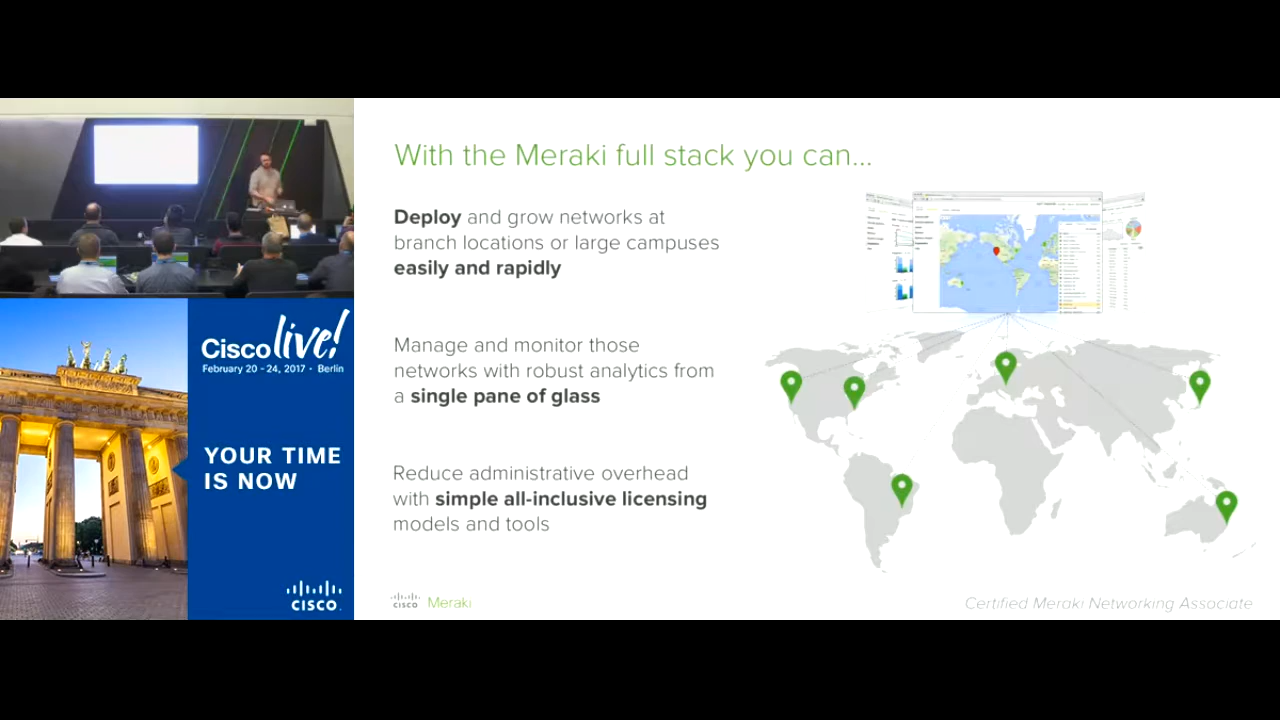 With the Meraki full stack you can...
Deploy and grow networks at
branch locations or large campuses
easily and rapidly
Manage and monitor those
networks with robust analytics from
a single pane of glass
Reduce administrative overhead
with simple all-inclusive licensing
models and tools
Cisco live!
February 20 - 24, 2017 · Berlin
YOUR TIME
IS NOW
CISCO.
CISCO Meraki
Certified Meraki Networking Associate